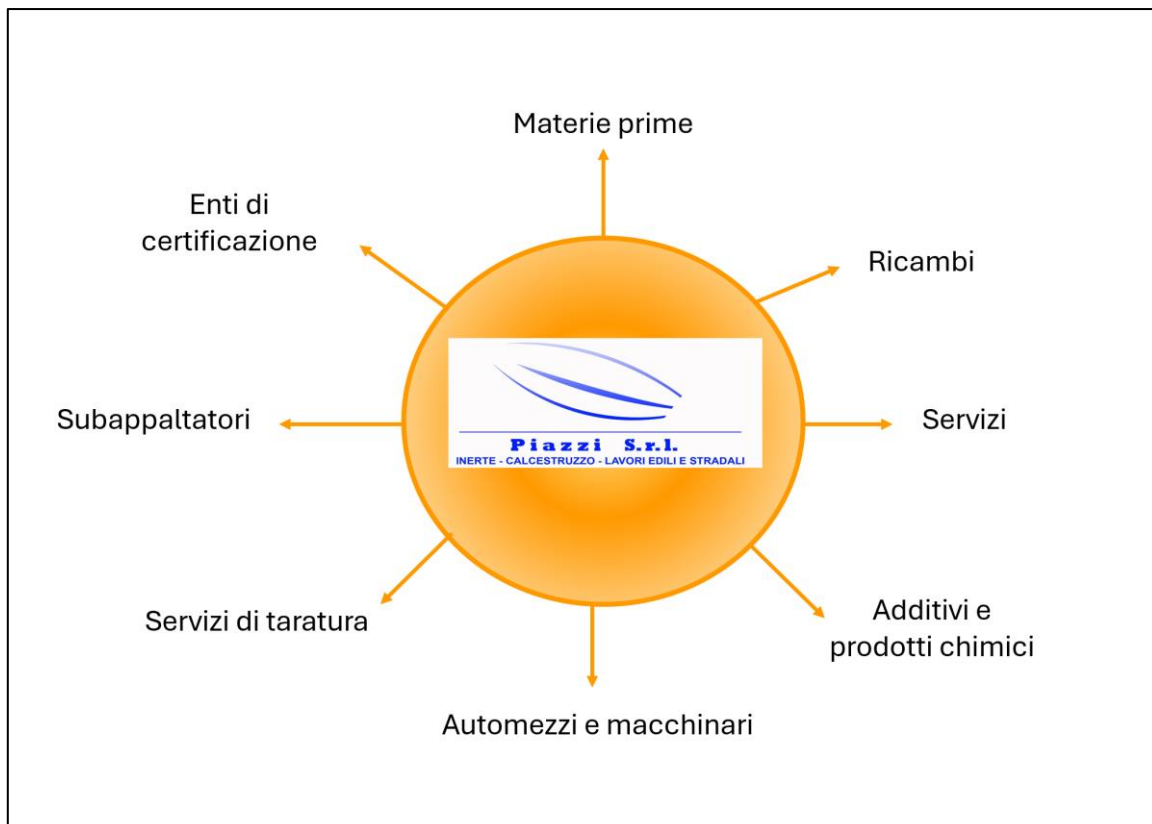 Materie prime
Enti di
certificazione
Ricambi
Piazzi S.r.l.
INERTE - CALCESTRUZZO - LAVORI EDILI E STRADALI
Subappaltatori
Servizi
Servizi di taratura
Additivi e
prodotti chimici
Automezzi e macchinari